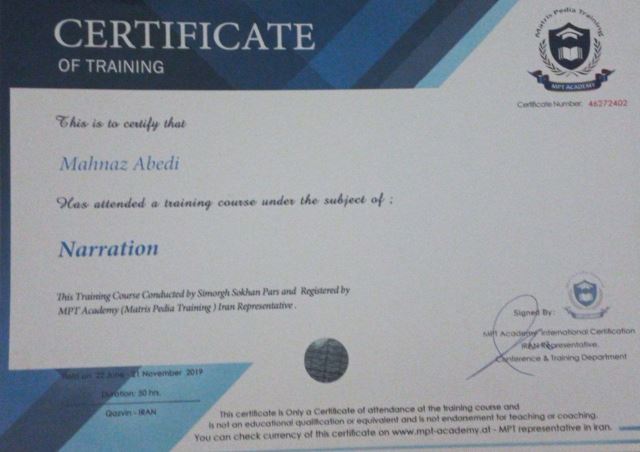 CERTIFICATE
OF TRAINING
Matris Pedia Training
MPT ACADEMY
Certificate Number: 46272402
This is to certify that
Mahnaz Abedi
Has attended a training course under the subject of :
Narration
This Training Course Conducted by Simorgh Sokhan Pars and Registered by
MPT Academy (Matris Pedia Training ) Iran Representative .
Signed By:
MPT Academy International Certification
IRAN Representative,
Conference & Training Department
Held on: 22 June - 21 November 2019
Duration: 50 hrs.
Qazvin - IRAN
This certificate is Only a Certificate of attendance at the training course and
is not an educational qualification or equivalent and is not endorsement for teaching or coaching.
You can check currency of this certificate on www.mpt-academy.at - MPT representative in Iran.